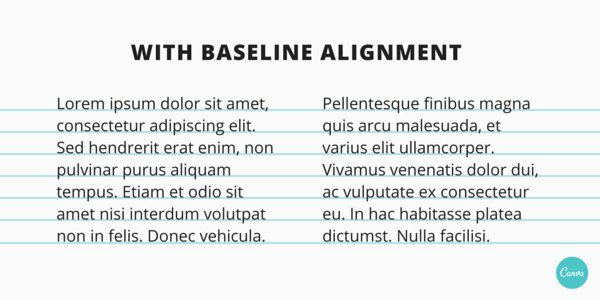 WITH BASELINE ALIGNMENT
Lorem ipsum dolor sit amet,
consectetur adipiscing elit.
Sed hendrerit erat enim, non
pulvinar purus aliquam
tempus. Etiam et odio sit
amet nisi interdum volutpat
non in felis. Donec vehicula.
Pellentesque finibus magna
quis arcu malesuada, et
varius elit ullamcorper.
Vivamus venenatis dolor dui,
ac vulputate ex consectetur
eu. In hac habitasse platea
dictumst. Nulla facilisi.
Canva